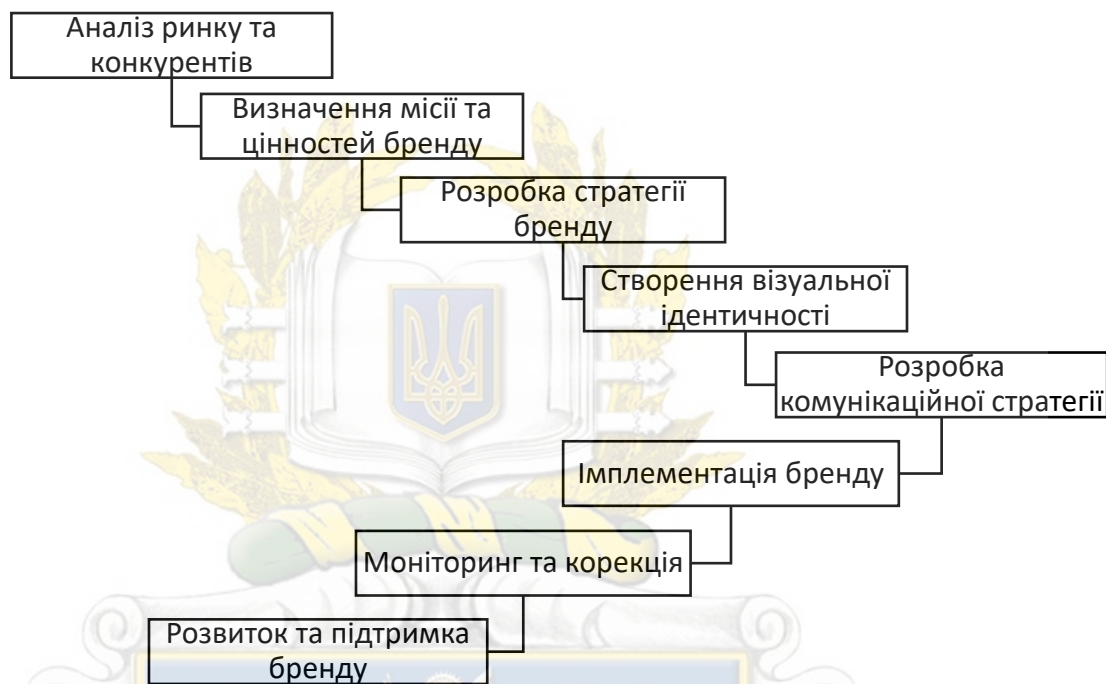 Аналіз ринку та
конкурентів
Визначення місії та
цінностей бренду
Розробка стратегії
бренду
Створення візуальної
ідентичності
Розробка
комунікаційної стратегії
Імплементація бренду
Моніторинг та корекція
Розвиток та підтримка
бренду